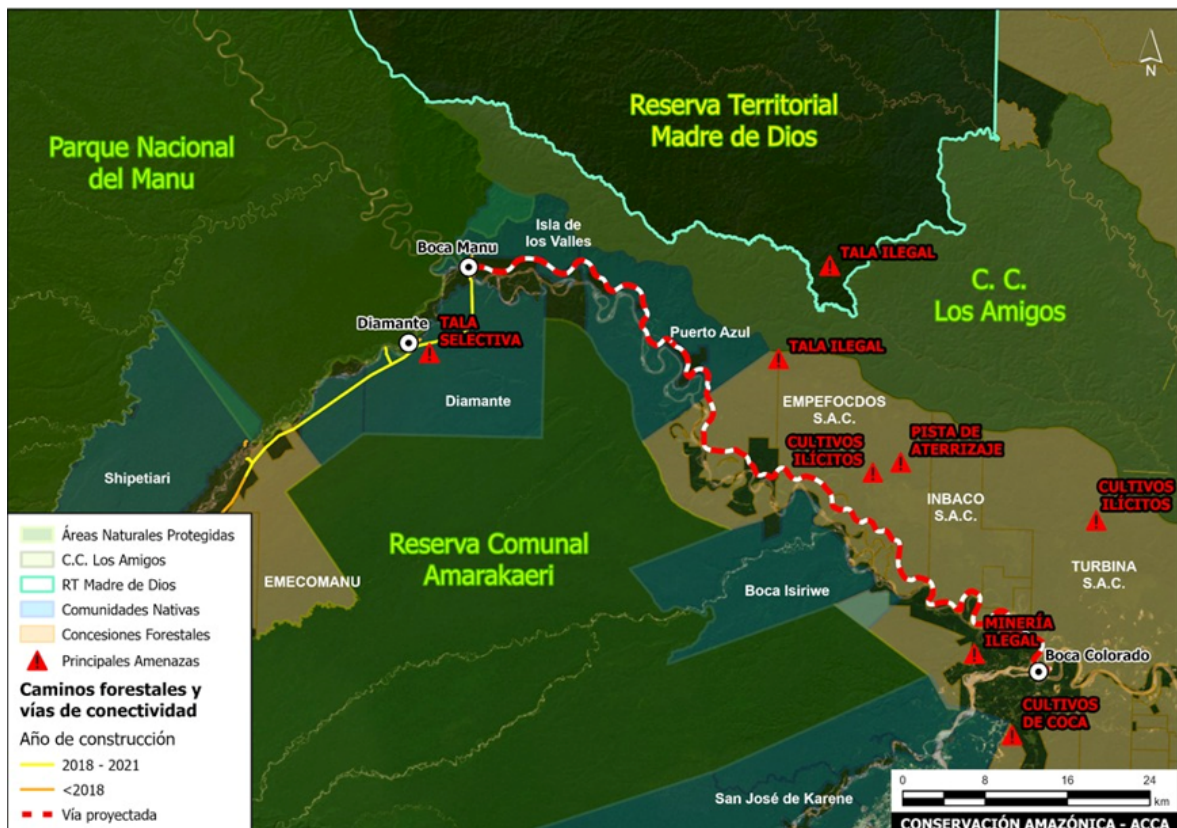 N
Reserva Territorial
Madre de Dios
Parque Nacional
del Manu
Isla de
los Valles
Boca Manu
TALA ILEGAL
C. C.
Los Amigos
Diamante
TALA
SELECTIVA
Puerto Azul
TALA ILEGAL
Diamante
EMPEFOCDOS
S.A.C.
CULTIVOS
ILÍCITOS
PISTA DE
ATERRIZAJE
Shipetiari
INBACO
S.A.C.
CULTIVOS
ILÍCITOS
Reserva Comunal
Amarakaeri
EMECOMANU
Boca Isiriwe
TURBINA
S.A.C.
MINERÍA
ILEGAL
Boca Colorado
CULTIVOS
DE COCA
San José de Karene
Áreas Naturales Protegidas
C.C. Los Amigos
RT Madre de Dios
Comunidades Nativas
Concesiones Forestales
Principales Amenazas
Caminos forestales y
vías de conectividad
Año de construcción
2018 - 2021
<2018
Vía proyectada
0 8 16 24
km
CONSERVACIÓN AMAZÓNICA - ACCA